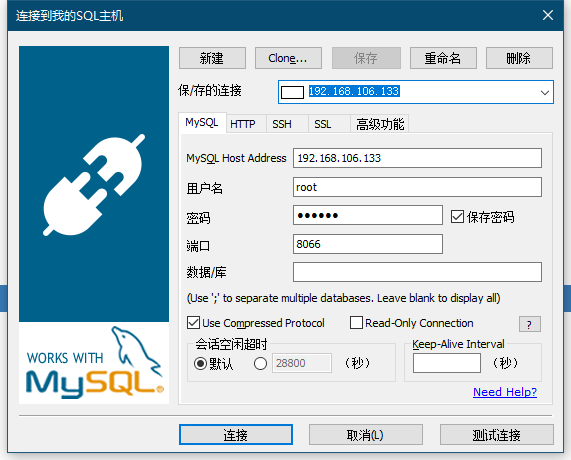 连接到我的SQL主机
新建 Clone... 保存 重命名 删除
保/存的连接 192.168.106.133
MySQL HTTP SSH SSL 高级功能
MySQL Host Address 192.168.106.133
用户名 root
密码 ●●●●●● 保存密码
端口 8066
数据/库
(Use ';' to separate multiple databases. Leave blank to display all)
Use Compressed Protocol Read-Only Connection ?
会话空闲超时 Keep-Alive Interval
默认 28800 (秒) (秒)
Need Help?
WORKS WITH
MySQL®
连接 取消(L) 测试连接